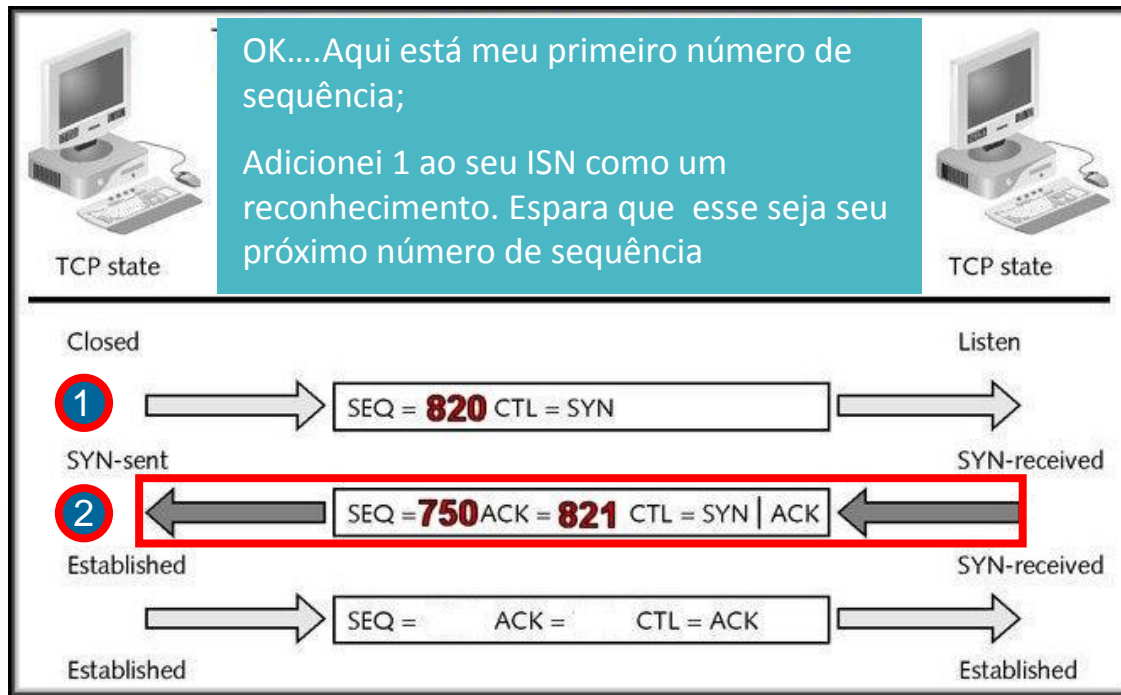 OK....Aqui está meu primeiro número de
sequência;
Adicionei 1 ao seu ISN como um
reconhecimento. Espara que esse seja seu
próximo número de sequência
TCP state
TCP state
Closed
Listen
1
SEQ = 820 CTL = SYN
SYN-sent
SYN-received
2
SEQ =750ACK = 821 CTL = SYN | ACK
Established
SYN-received
SEQ = ACK = CTL = ACK
Established
Established